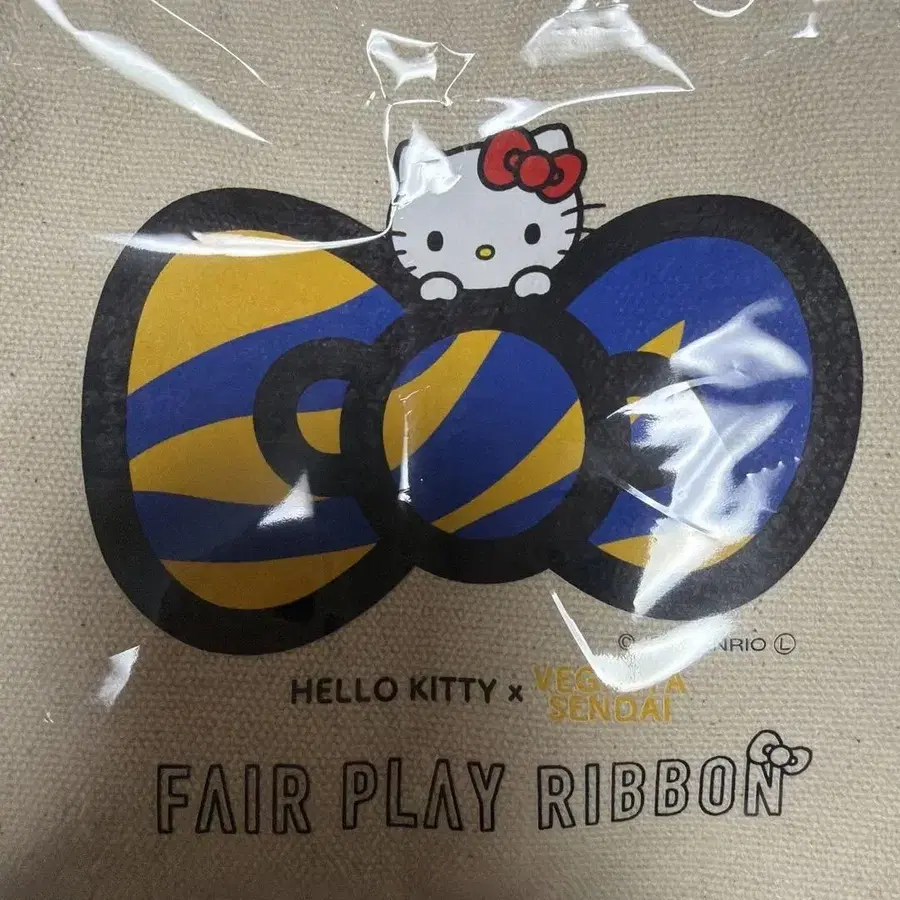 ©
HELLO KITTY x
SENDAI
FAIR PLAY RIBBON